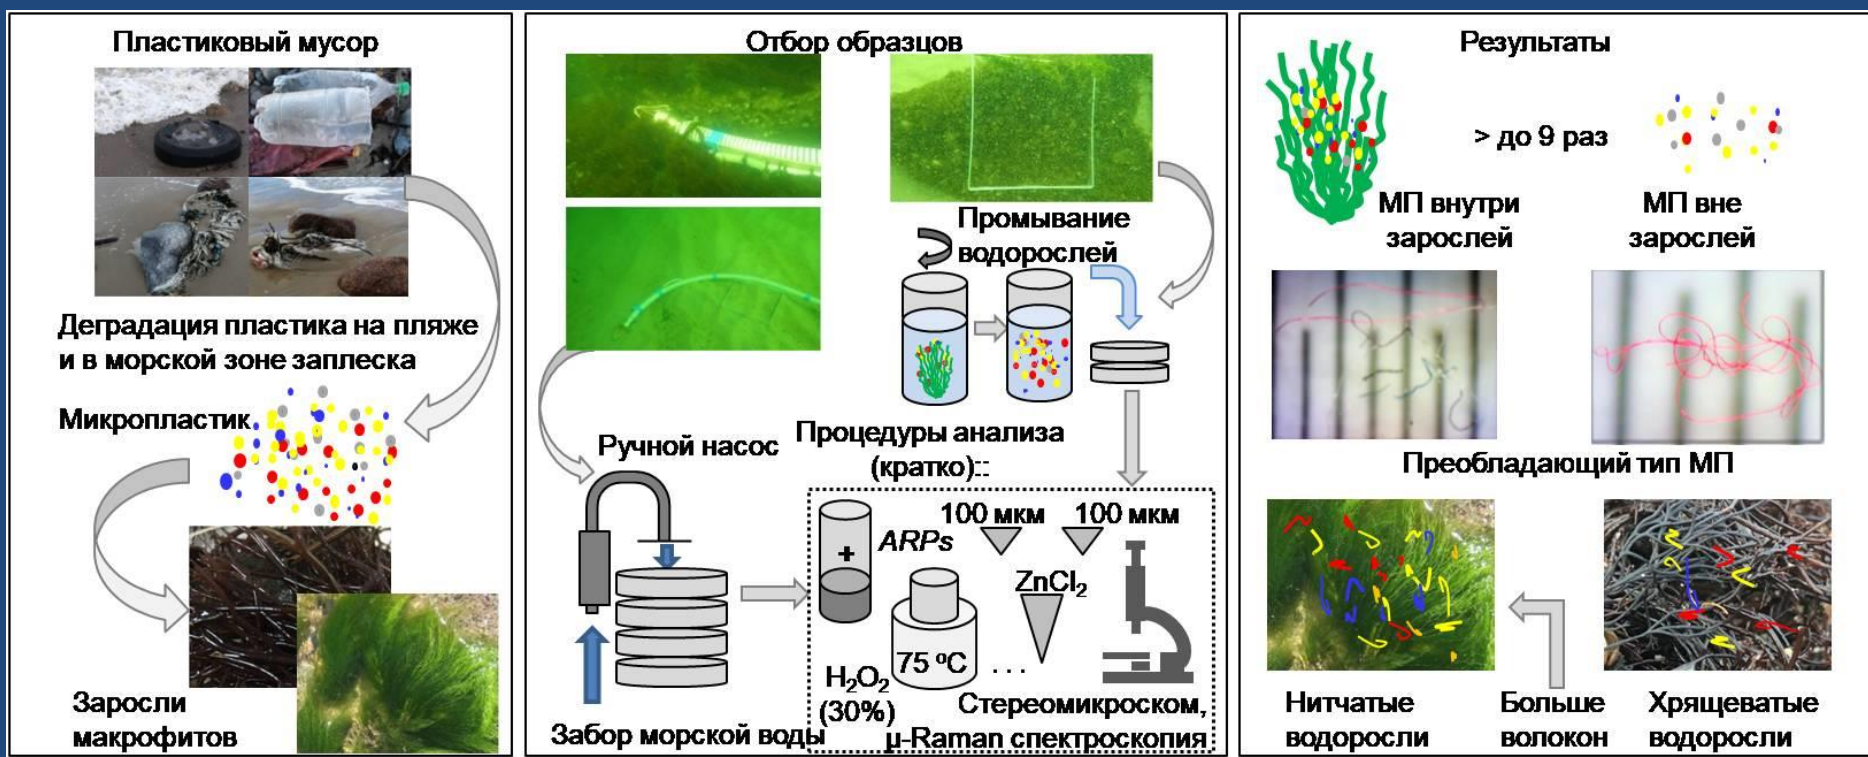 Пластиковый мусор
Деградация пластика на пляже
и в морской зоне заплеска
Микропластик
Заросли
макрофитов
Отбор образцов
Промывание
водорослей
Ручной насос
Процедуры анализа
(кратко)::
100 мкм
100 мкм
+
ARPs
ZnCl₂
75 ⁰C
...
H₂O₂
(30%)
Стереомикроском,
µ-Raman спектроскопия
Забор морской воды
Результаты
> до 9 раз
МП внутри
зарослей
МП вне
зарослей
Преобладающий тип МП
Нитчатые
водоросли
Больше
волокон
Хрящеватые
водоросли